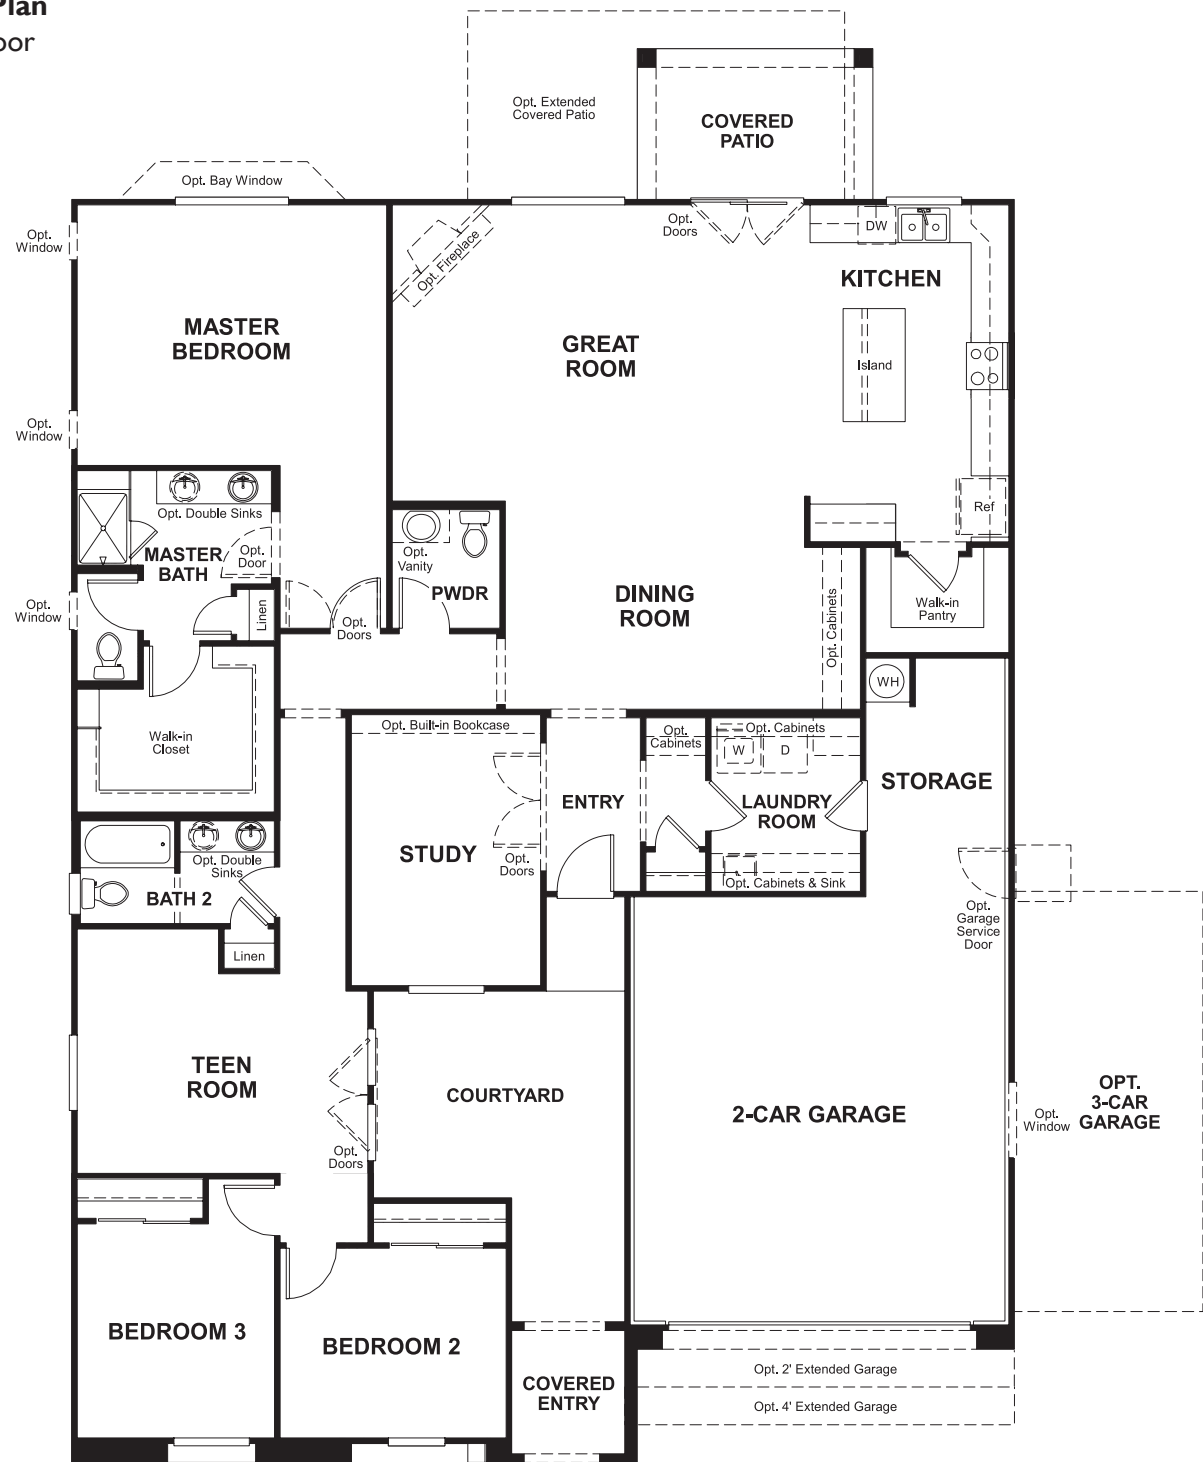 Plan
oor
Opt. Extended
Covered Patio
COVERED
PATIO
Opt. Bay Window
Opt.
Window
Opt. Fireplace
Opt.
Doors
DW
KITCHEN
MASTER
BEDROOM
GREAT
ROOM
Island
Opt.
Window
Opt. Double Sinks
MASTER
BATH
Opt.
Door
Opt.
Vanity
PWDR
Ref
Opt.
Window
Linen
Opt.
Doors
DINING
ROOM
Opt. Cabinets
Walk-in
Pantry
WH
Walk-in
Closet
Opt. Built-in Bookcase
Opt.
Cabinets
Opt. Cabinets
W
D
STORAGE
ENTRY
LAUNDRY
ROOM
STUDY
Opt.
Doors
Opt. Double
Sinks
BATH 2
Opt. Cabinets & Sink
Linen
Opt.
Garage
Service
Door
TEEN
ROOM
COURTYARD
2-CAR GARAGE
Opt.
Window
OPT.
3-CAR
GARAGE
Opt.
Doors
BEDROOM 3
BEDROOM 2
COVERED
ENTRY
Opt. 2' Extended Garage
Opt. 4' Extended Garage